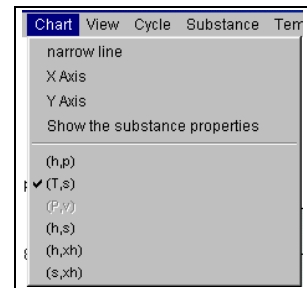 Chart View Cycle Substance Tem
narrow line
X Axis
Y Axis
Show the substance properties
(h,p)
(T,s)
(P,v)
(h,s)
(h,xh)
(s,xh)